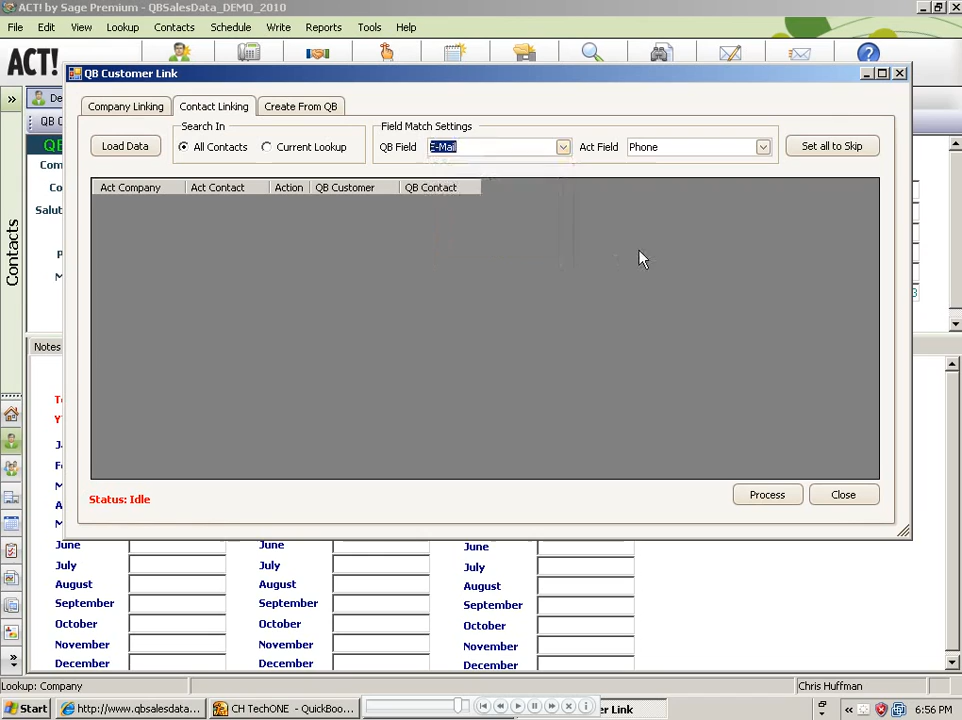 ACT! by Sage Premium - QBSalesData_DEMO_2010
File Edit View Lookup Contacts Schedule Write Reports Tools Help
ACT!
QB Customer Link
Company Linking Contact Linking Create From QB
Search In
Field Match Settings
Load Data All Contacts Current Lookup QB Field E-Mail Act Field Phone Set all to Skip
Act Company Act Contact Action QB Customer QB Contact
Contacts
Notes
Status: Idle
Process Close
June June June
July July July
August August August
September September September
October October October
November November November
December December December
Lookup: Company Chris Huffman
Start http://www.qbsalesdata... CH TechONE - QuickBoo... er Link 6:56 PM